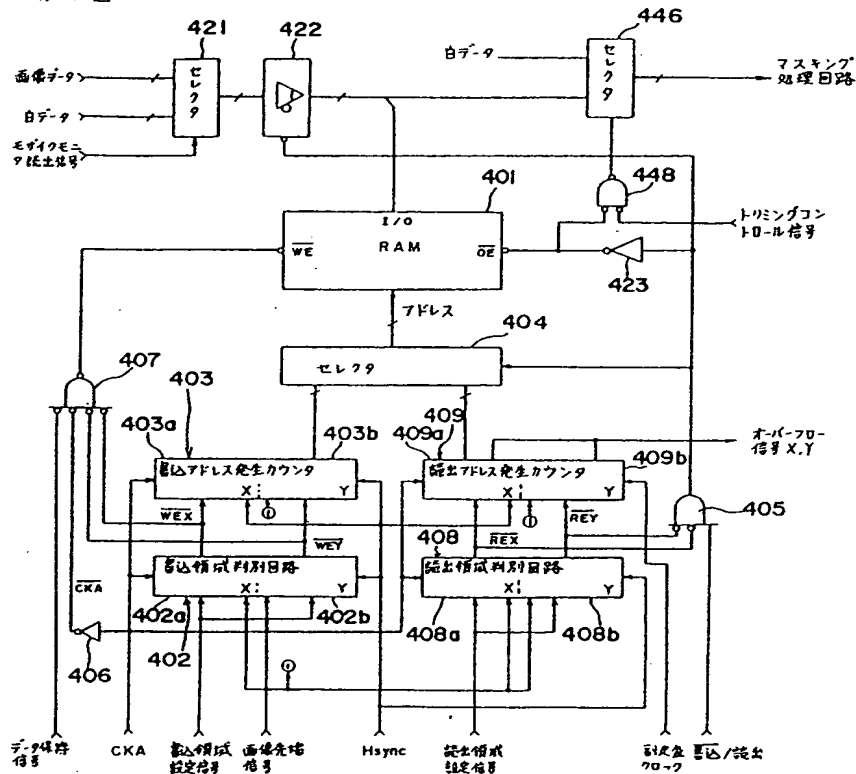 421
422
446
画像データ
白データ
モザイクモニ
タ読出信号
セレクタ
白データ
セレクタ
マスキング
処理回路
448
トリミングコン
トロール信号
423
401
I/O
RAM
WE
OE
アドレス
404
セレクタ
407
403
403a
403b
書込アドレス発生カウンタ
X
Y
409
409a
409b
読出アドレス発生カウンタ
X
Y
オーバーフロー
信号X,Y
405
WEX
WEY
REX
REY
CKA
書込領域判別回路
X
Y
402a
402
402b
408
読出領域判別回路
X
Y
408a
408b
406
データ保存
信号
CKA
書込領域
設定信号
画像先端
信号
Hsync
読出領域
設定信号
副走査
クロック
書込/読出